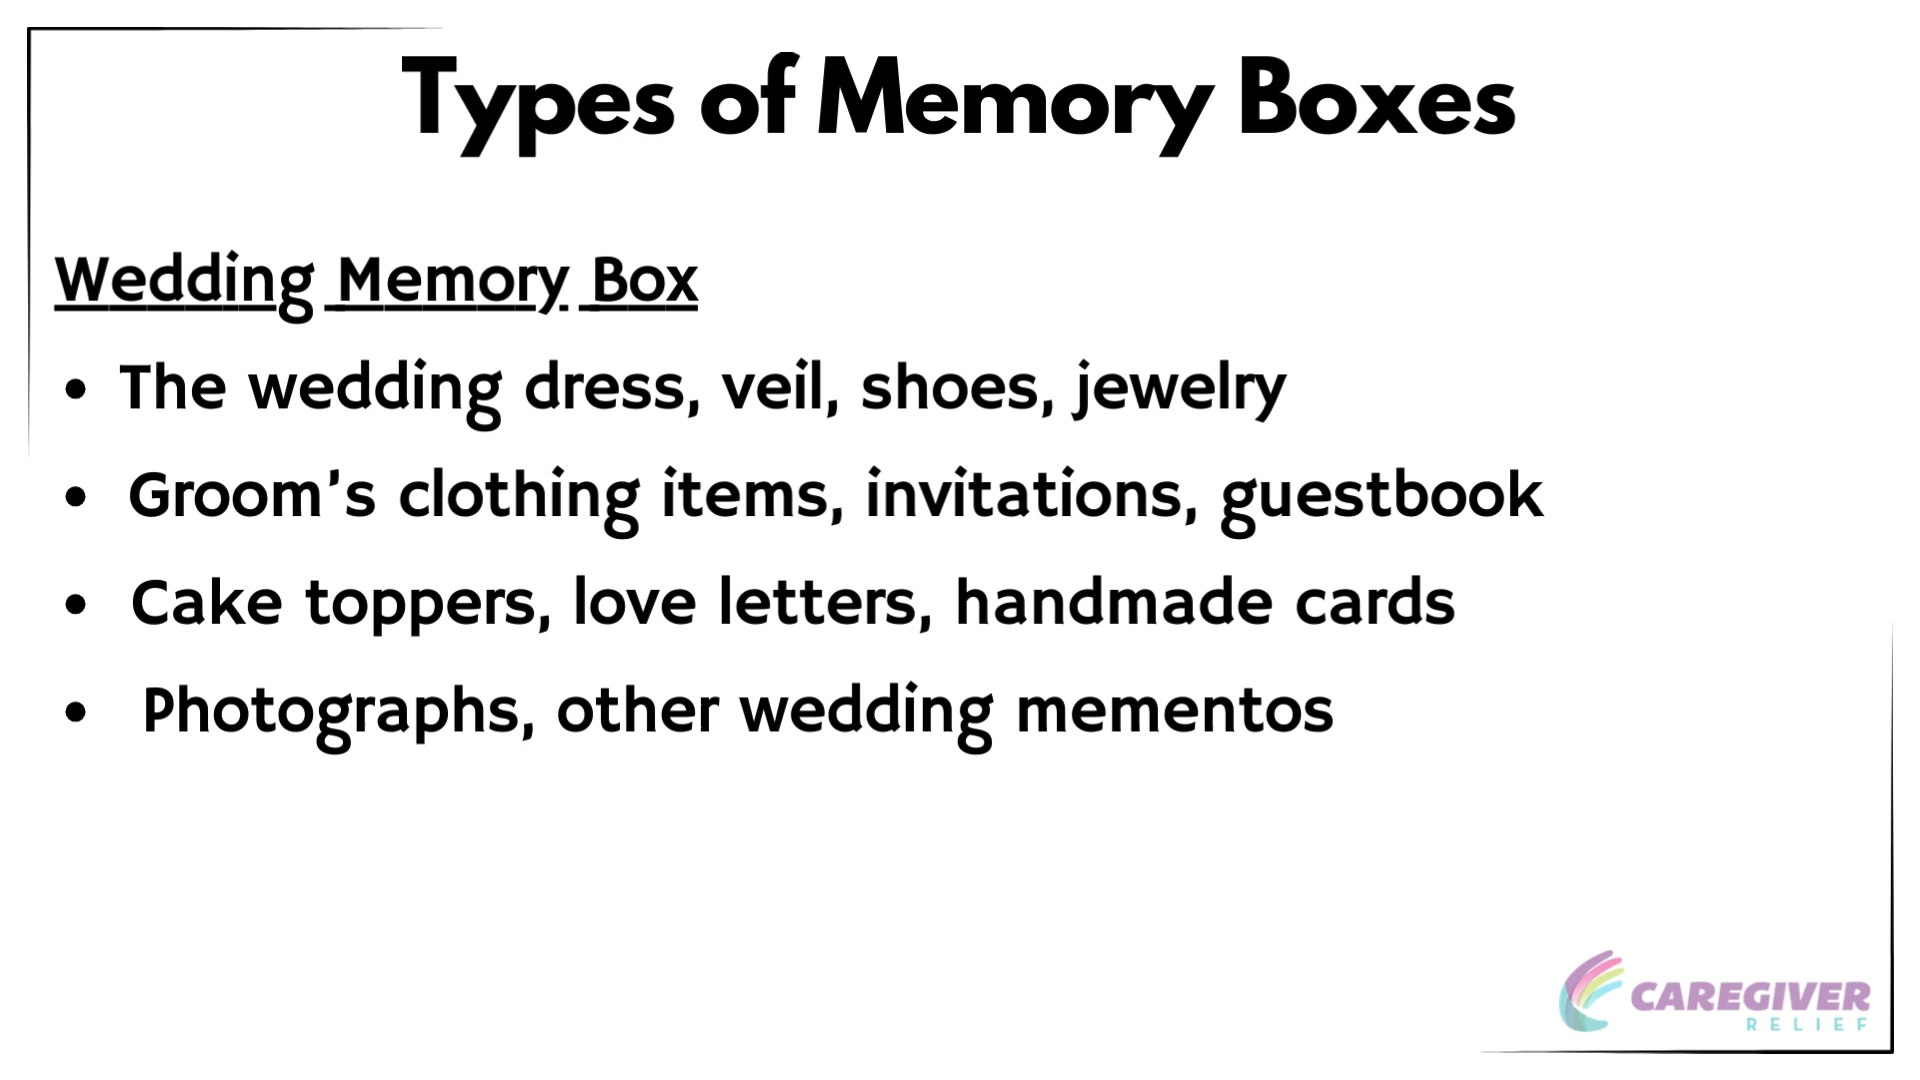 Types of Memory Boxes
Wedding Memory Box
• The wedding dress, veil, shoes, jewelry
• Groom’s clothing items, invitations, guestbook
• Cake toppers, love letters, handmade cards
• Photographs, other wedding mementos
CAREGIVER
RELIEF